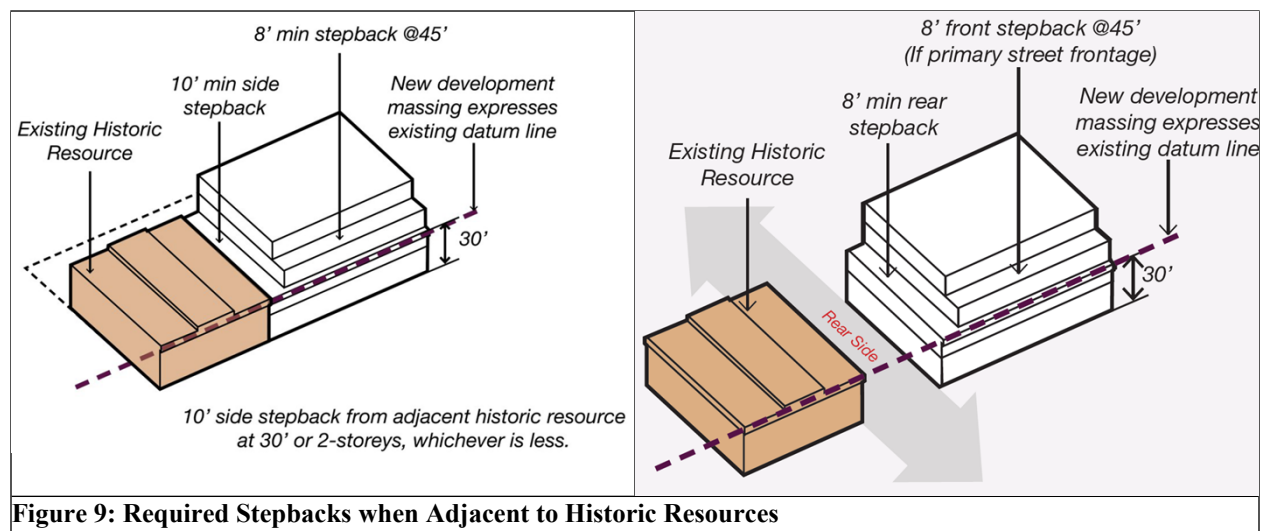 8' min stepback @45'
10' min side
stepback
New development
massing expresses
existing datum line
Existing Historic
Resource
30'
10' side stepback from adjacent historic resource
at 30' or 2-storeys, whichever is less.
8' front stepback @45'
(If primary street frontage)
8' min rear
stepback
New development
massing expresses
existing datum line
Existing Historic
Resource
30'
Rear Side
Figure 9: Required Stepbacks when Adjacent to Historic Resources